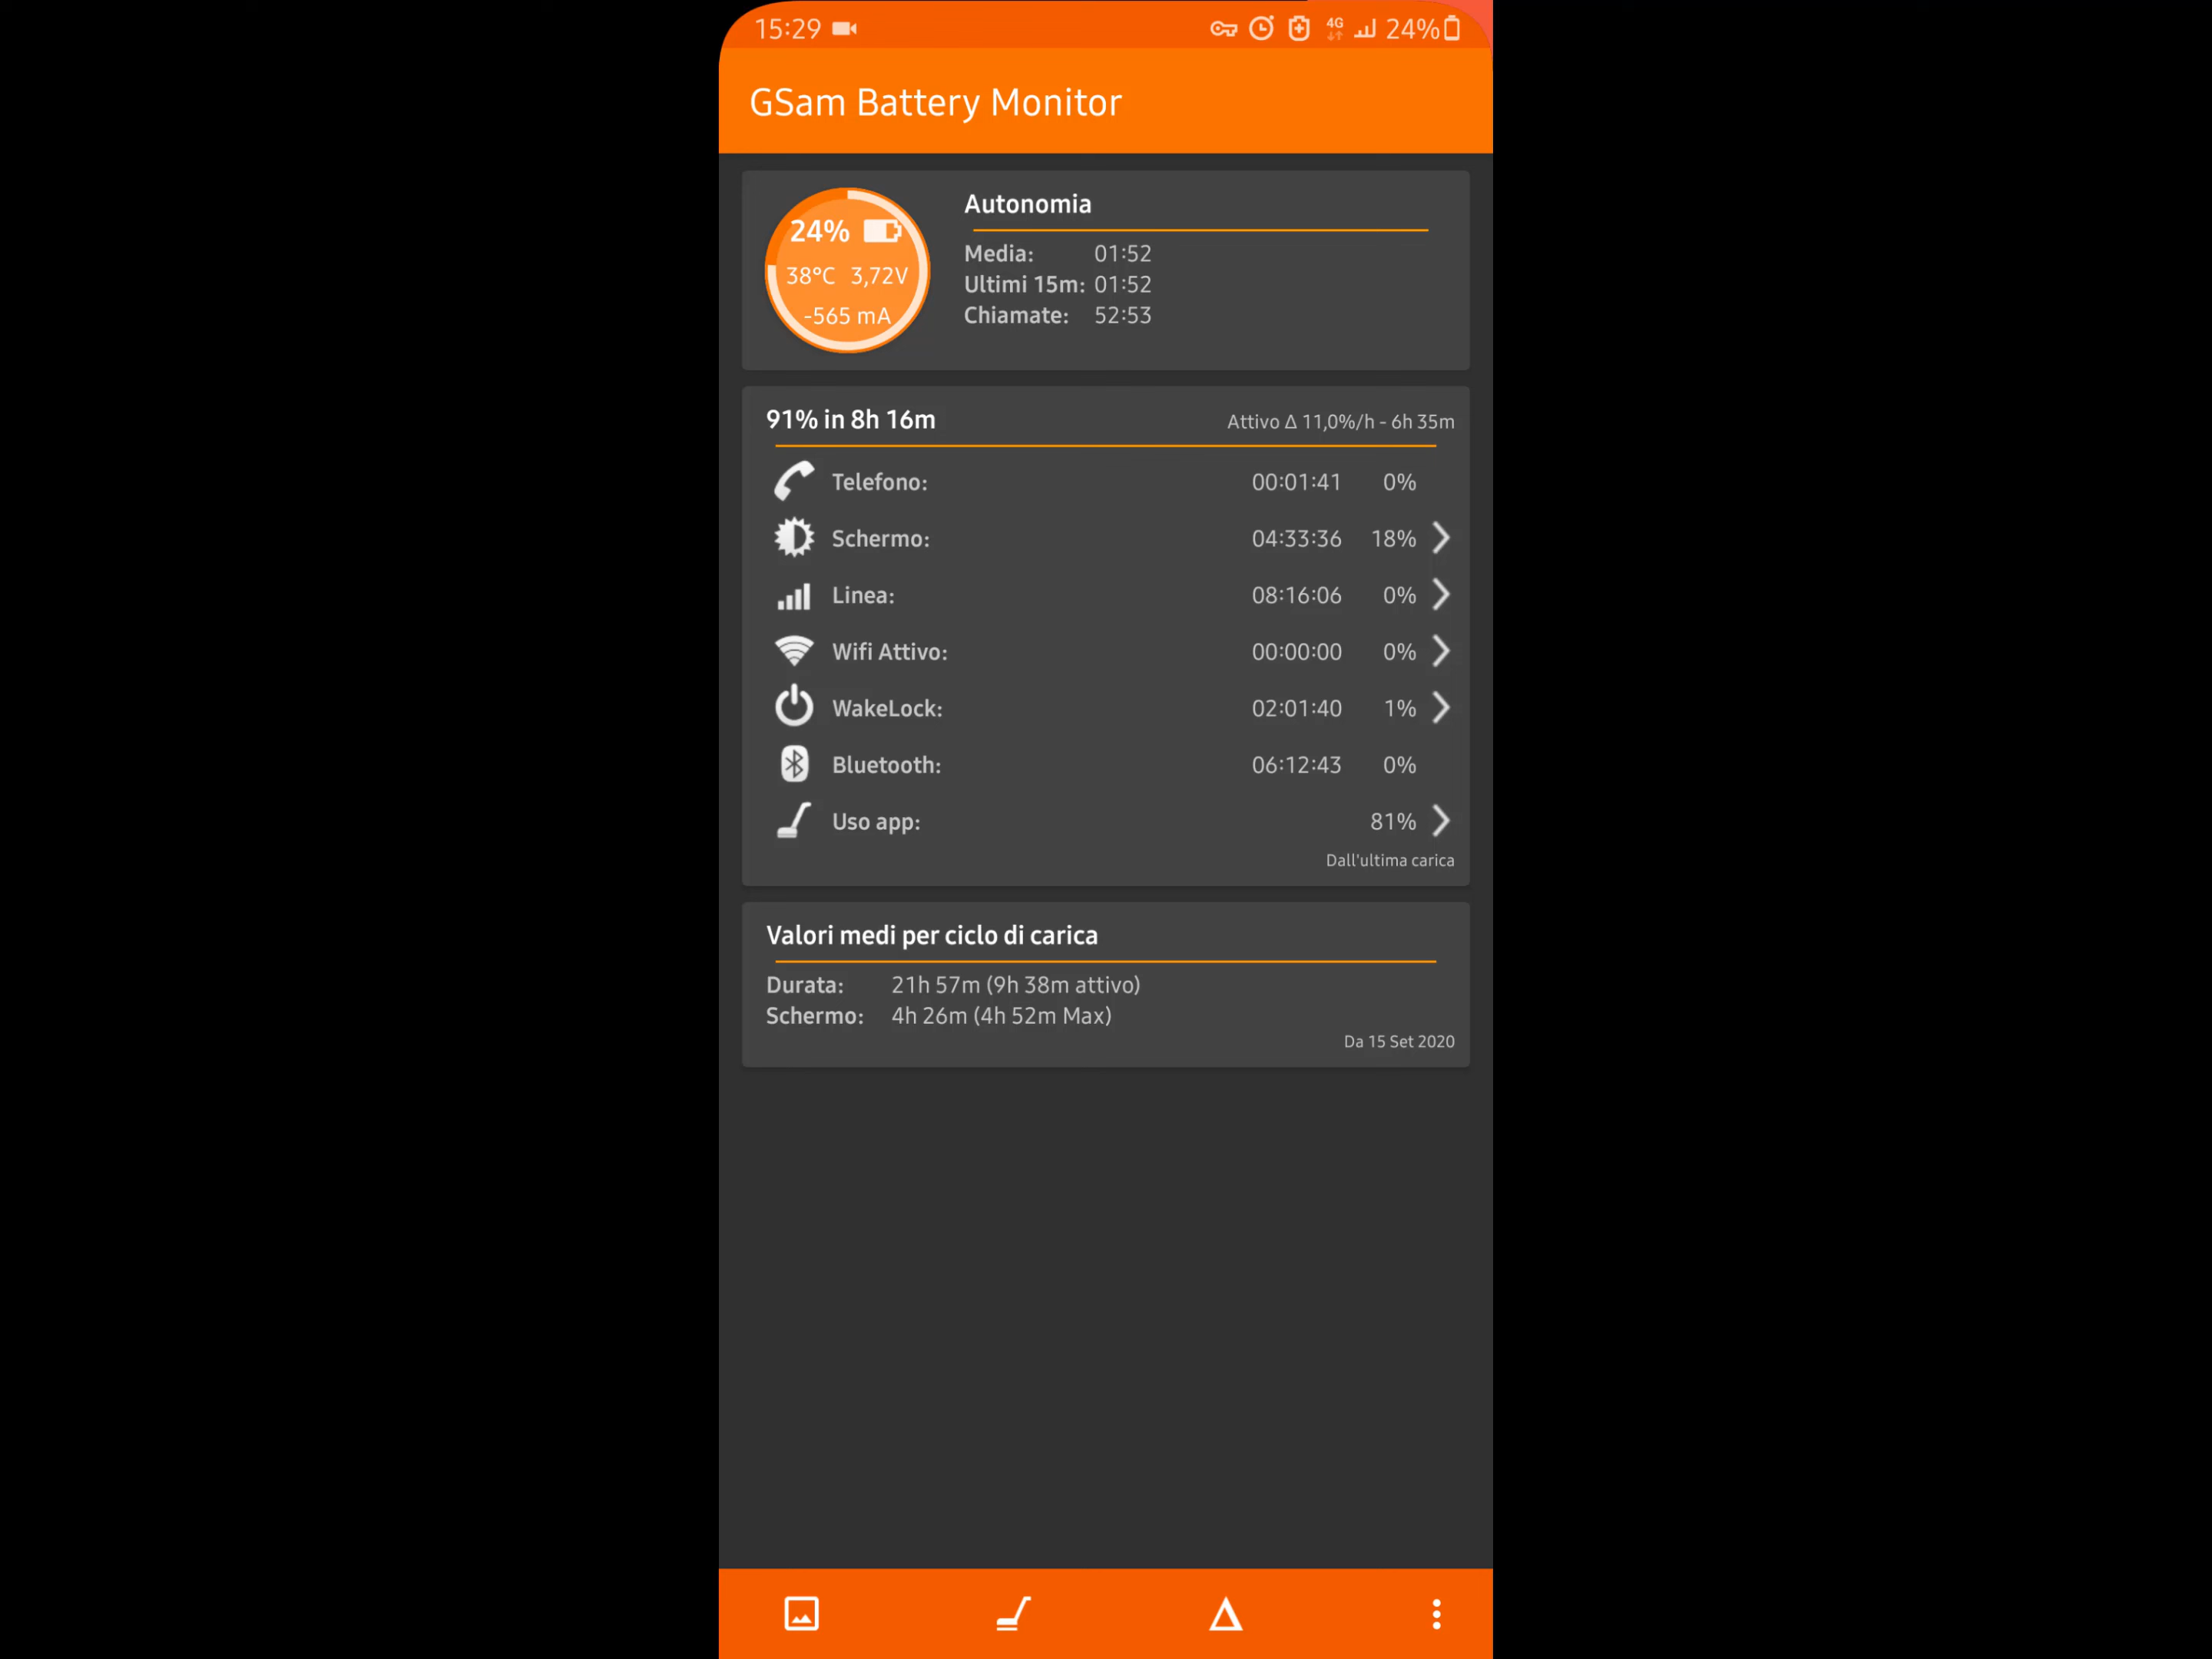 15:29 4G 24%
GSam Battery Monitor
24%
38°C 3,72V
-565 mA
Autonomia
Media: 01:52
Ultimi 15m: 01:52
Chiamate: 52:53
91% in 8h 16m Attivo Δ 11,0%/h - 6h 35m
Telefono: 00:01:41 0%
Schermo: 04:33:36 18%
Linea: 08:16:06 0%
Wifi Attivo: 00:00:00 0%
WakeLock: 02:01:40 1%
Bluetooth: 06:12:43 0%
Uso app: 81%
Dall'ultima carica
Valori medi per ciclo di carica
Durata: 21h 57m (9h 38m attivo)
Schermo: 4h 26m (4h 52m Max)
Da 15 Set 2020